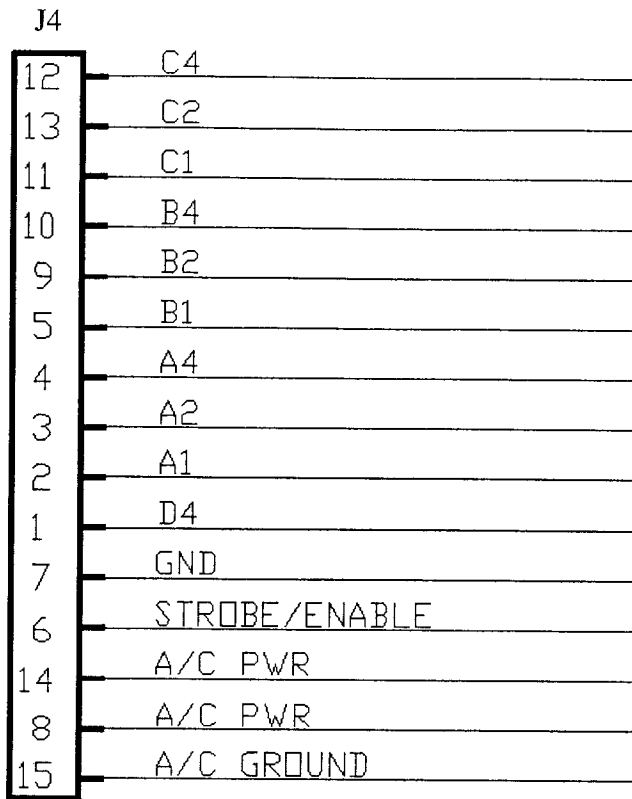 J4
12 C4
13 C2
11 C1
10 B4
9 B2
5 B1
4 A4
3 A2
2 A1
1 D4
7 GND
6 STROBE/ENABLE
14 A/C PWR
8 A/C PWR
15 A/C GROUND